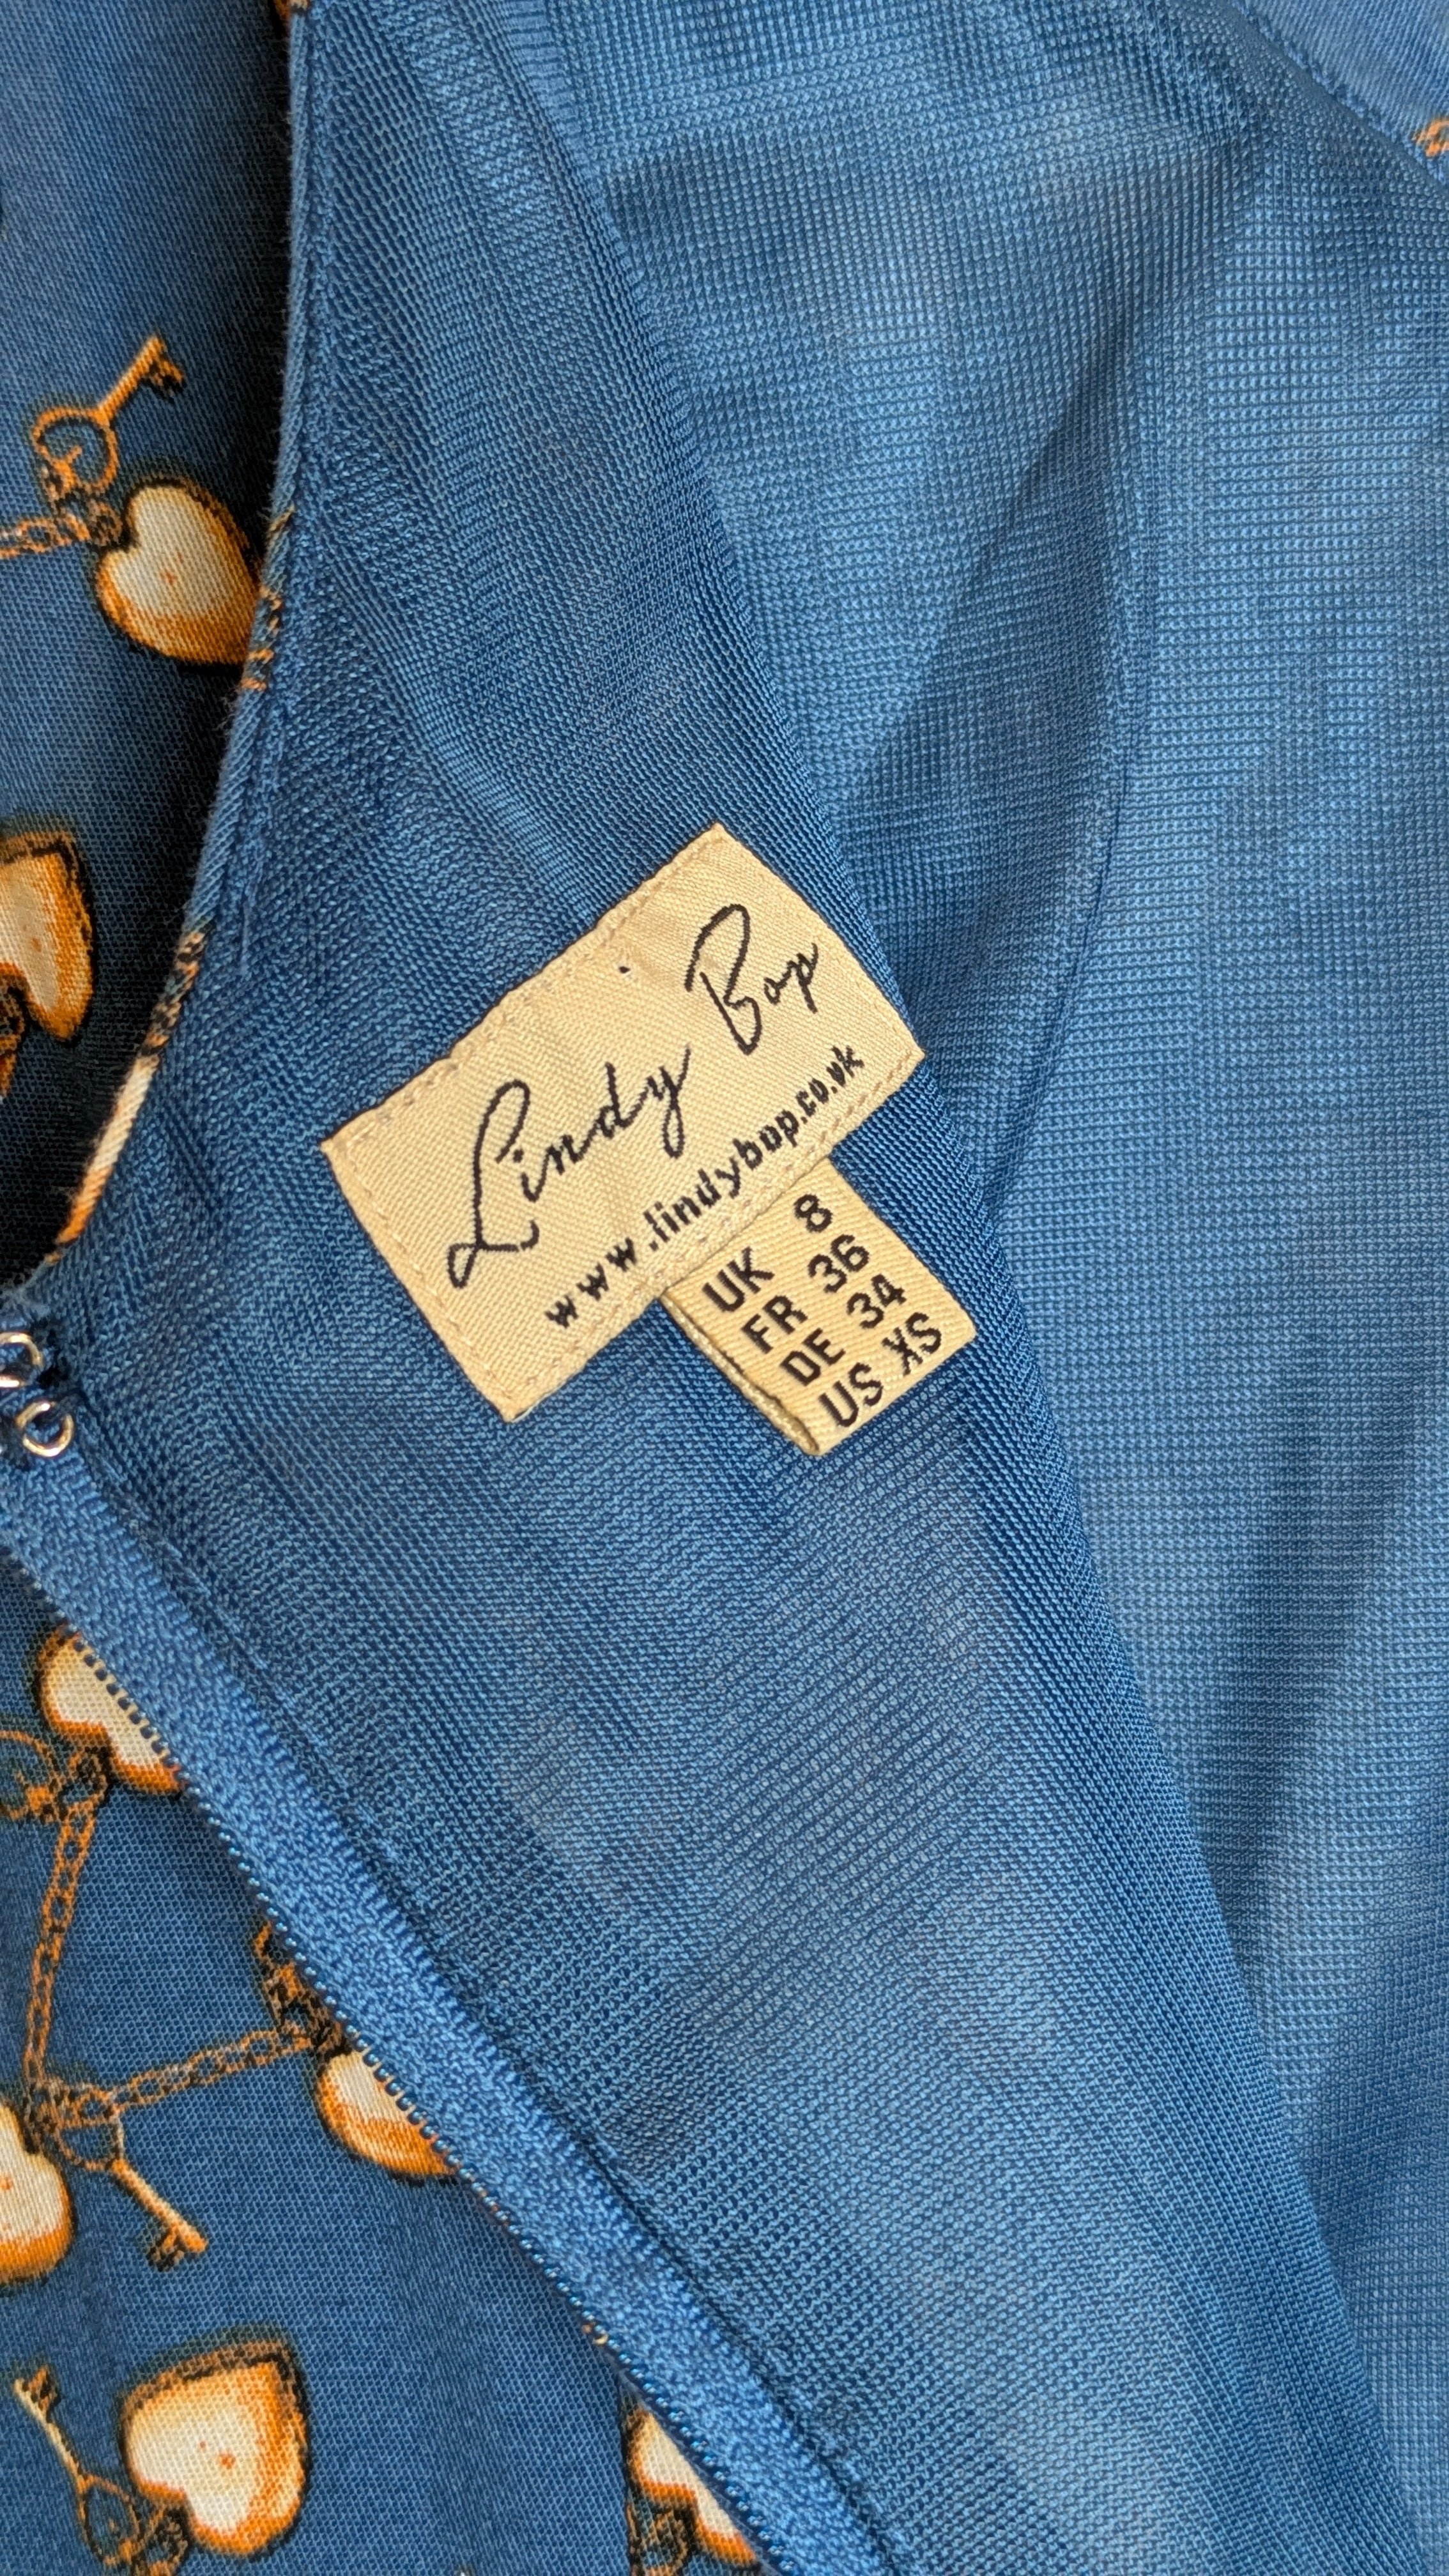 Lindy Bop
www.lindybop.co.uk
UK 8
FR 36
DE 34
US XS